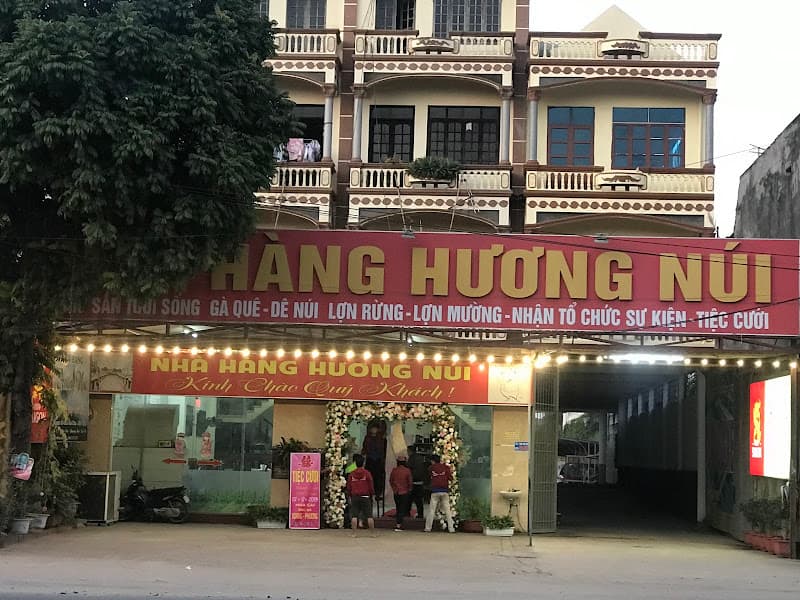 HÀNG HƯƠNG NÚI
SẢN TƯƠI SỐNG GÀ QUÊ - DÊ NÚI LỢN RỪNG - LỢN MƯỜNG - NHẬN TỔ CHỨC SỰ KIỆN - TIỆC CƯỚI
NHÀ HÀNG HƯƠNG NÚI
Kính Chào Quý Khách !
TIỆC CƯỚI